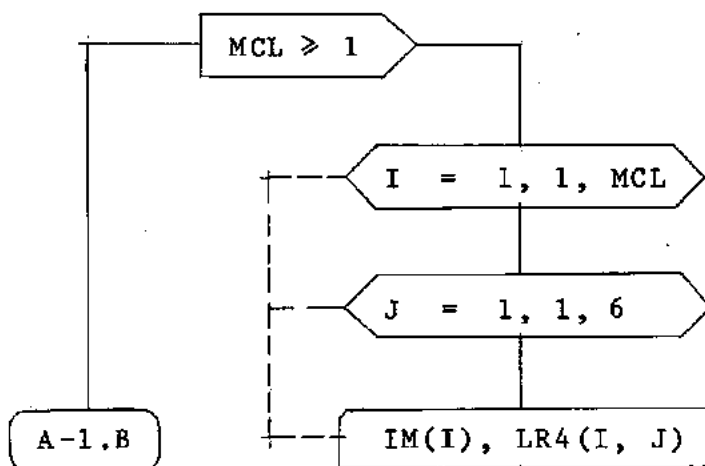 MCL ⩾ 1
I = 1, 1, MCL
J = 1, 1, 6
A-1.B
IM(I), LR4(I, J)